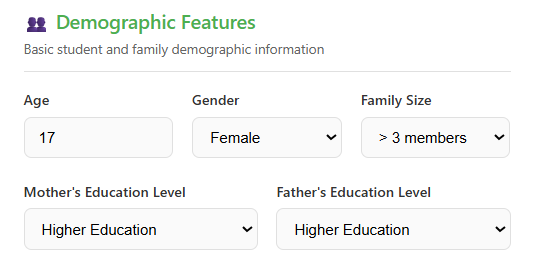 Demographic Features
Basic student and family demographic information
Age Gender Family Size
17 Female > 3 members
Mother's Education Level Father's Education Level
Higher Education Higher Education